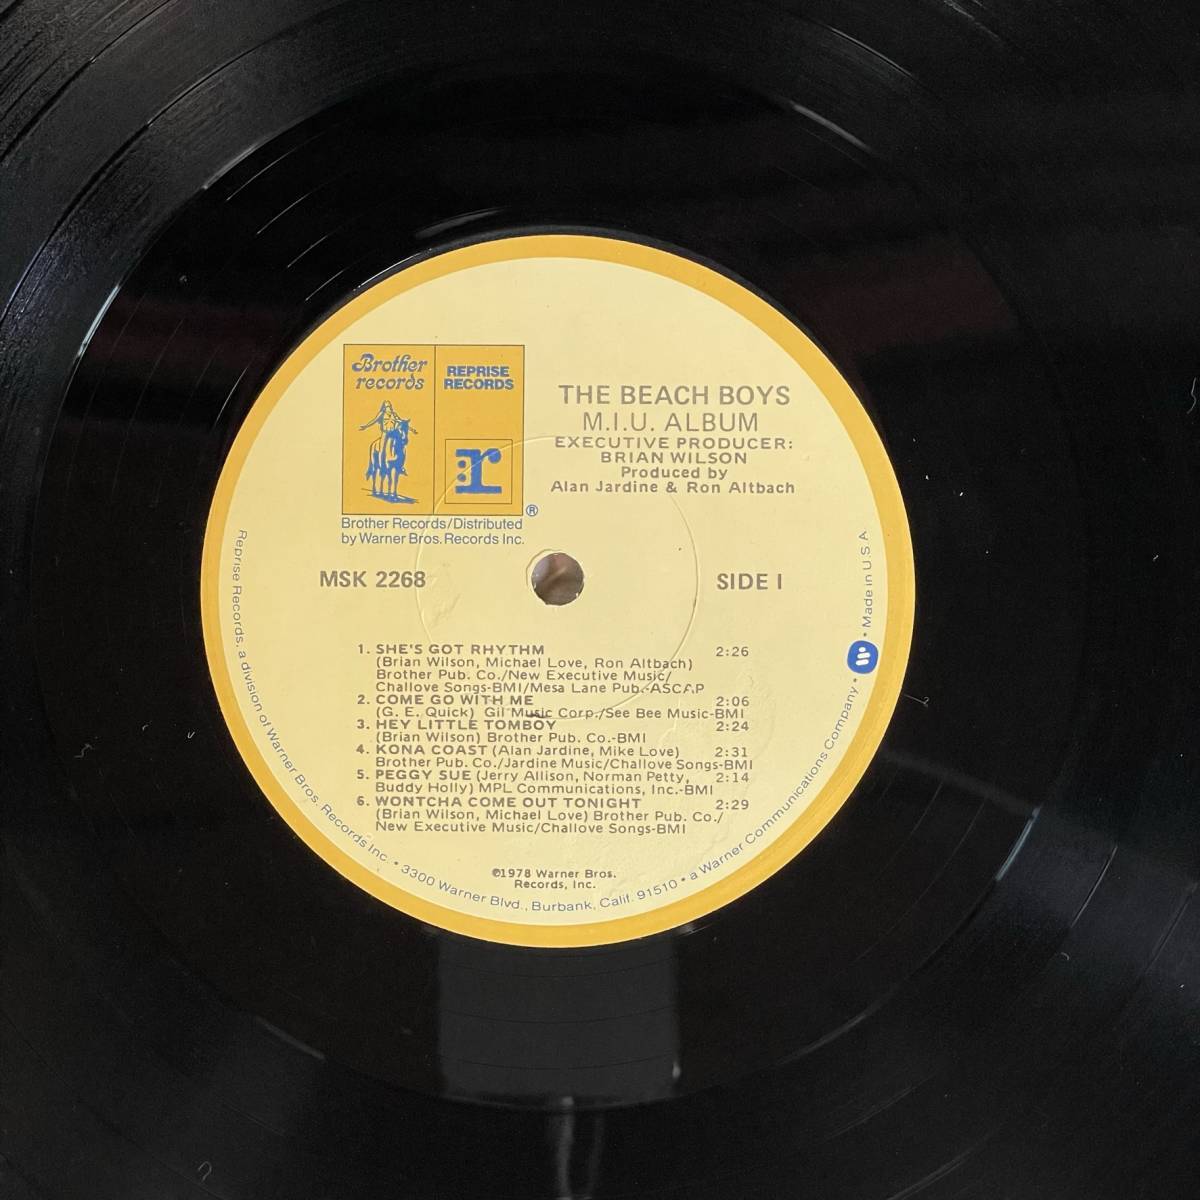 Brother
records
REPRISE
RECORDS
r
®
Brother Records/Distributed
by Warner Bros. Records Inc.
THE BEACH BOYS
M.I.U. ALBUM
EXECUTIVE PRODUCER:
BRIAN WILSON
Produced by
Alan Jardine & Ron Altbach
MSK 2268
SIDE I
1. SHE'S GOT RHYTHM 2:26
(Brian Wilson, Michael Love, Ron Altbach)
Brother Pub. Co./New Executive Music/
Challove Songs-BMI/Mesa Lane Pub.-ASCAP
2. COME GO WITH ME 2:06
(G. E. Quick) Gil Music Corp./See Bee Music-BMI
3. HEY LITTLE TOMBOY 2:24
(Brian Wilson) Brother Pub. Co.-BMI
4. KONA COAST (Alan Jardine, Mike Love) 2:31
Brother Pub. Co./Jardine Music/Challove Songs-BMI
5. PEGGY SUE (Jerry Allison, Norman Petty, 2:14
Buddy Holly) MPL Communications, Inc.-BMI
6. WONTCHA COME OUT TONIGHT 2:29
(Brian Wilson, Michael Love) Brother Pub. Co./
New Executive Music/Challove Songs-BMI
©1978 Warner Bros.
Records, Inc.
Reprise Records, a division of Warner Bros. Records Inc. • 3300 Warner Blvd., Burbank, Calif. 91510 • a Warner Communications Company • Made in U.S.A.